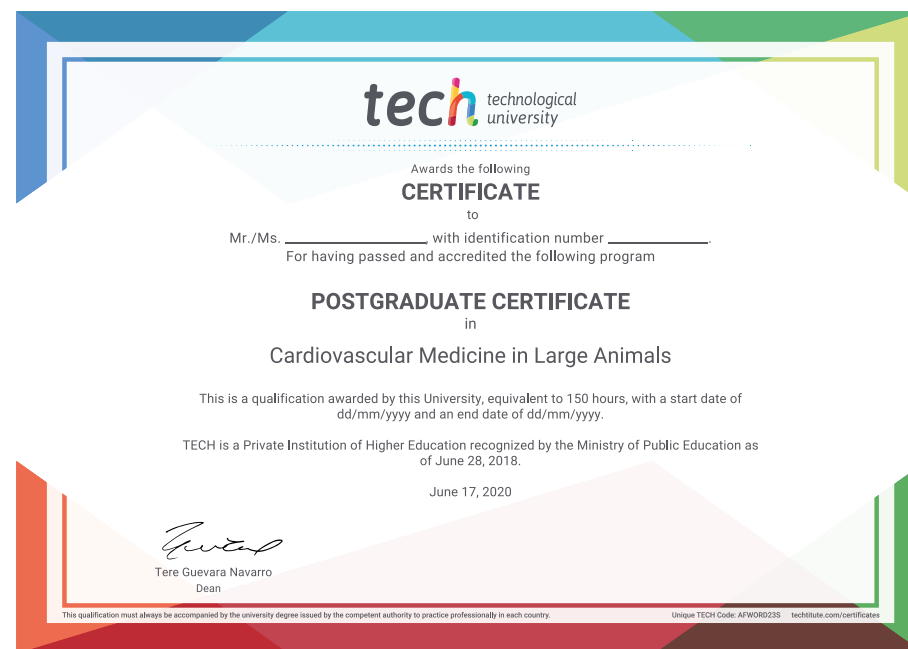 tech technological
university
Awards the following
CERTIFICATE
to
Mr./Ms. ____________________, with identification number ______________.
For having passed and accredited the following program
POSTGRADUATE CERTIFICATE
in
Cardiovascular Medicine in Large Animals
This is a qualification awarded by this University, equivalent to 150 hours, with a start date of
dd/mm/yyyy and an end date of dd/mm/yyyy.
TECH is a Private Institution of Higher Education recognized by the Ministry of Public Education as
of June 28, 2018.
June 17, 2020
Tere Guevara Navarro
Dean
This qualification must always be accompanied by the university degree issued by the competent authority to practice professionally in each country. Unique TECH Code: AFWORD23S techtitute.com/certificates